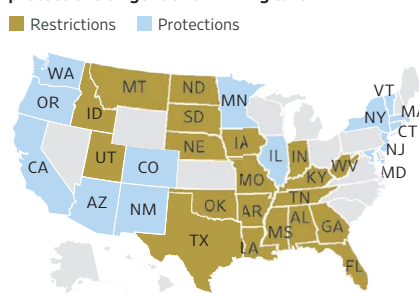 Restrictions Protections
WA
MT
ND
MN
VT
OR
ID
SD
NY
MA
NE
IA
CT
UT
CO
IL
IN
WV
NJ
CA
MO
KY
MD
AZ
NM
OK
AR
TN
TX
MS
AL
GA
LA
FL